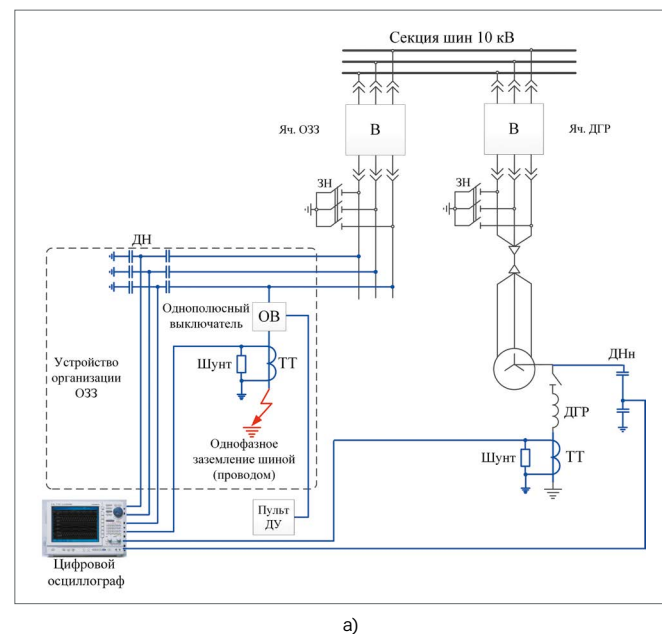 Секция шин 10 кВ
Яч. ОЗЗ
В
В
Яч. ДГР
ЗН
ЗН
ДН
Однополюсный
выключатель
ОВ
Устройство
организации
ОЗЗ
Шунт
ТТ
ДНн
ДГР
Однофазное
заземление шиной
(проводом)
Шунт
ТТ
Пульт
ДУ
Цифровой
осциллограф
а)